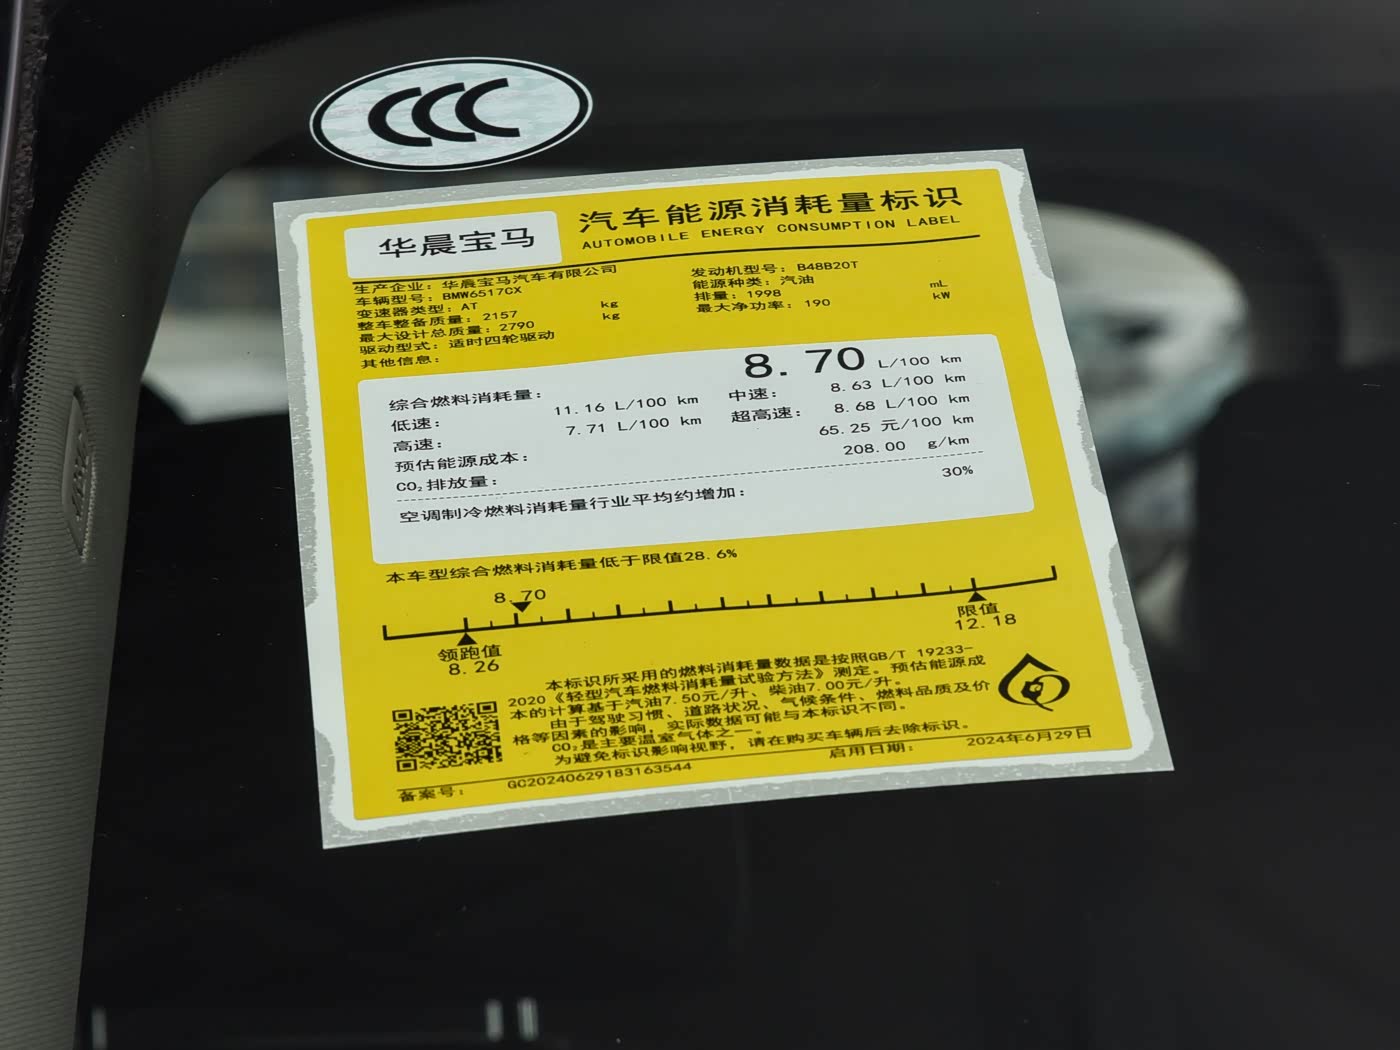 CCC
华晨宝马
汽车能源消耗量标识
AUTOMOBILE ENERGY CONSUMPTION LABEL
生产企业：华晨宝马汽车有限公司
车辆型号：BMW6517CX
变速器类型：AT
整车整备质量：2157 kg
最大设计总质量：2790 kg
驱动型式：适时四轮驱动
其他信息：
发动机型号：B48B20T
能源种类：汽油
排量：1998 mL
最大净功率：190 kW
综合燃料消耗量： 8.70 L/100 km
低速： 11.16 L/100 km 中速： 8.63 L/100 km
高速： 7.71 L/100 km 超高速： 8.68 L/100 km
预估能源成本： 65.25 元/100 km
CO₂排放量： 208.00 g/km
空调制冷燃料消耗量行业平均约增加： 30%
本车型综合燃料消耗量低于限值28.6%
8.70
领跑值
8.26
限值
12.18
本标识所采用的燃料消耗量数据是按照GB/T 19233-
2020《轻型汽车燃料消耗量试验方法》测定。预估能源成
本的计算基于汽油7.50元/升、柴油7.00元/升。
由于驾驶习惯、道路状况、气候条件、燃料品质及价
格等因素的影响，实际数据可能与本标识不同。
CO₂是主要温室气体之一。
为避免标识影响视野，请在购买车辆后去除标识。
备案号： GC20240629183163544 启用日期： 2024年6月29日